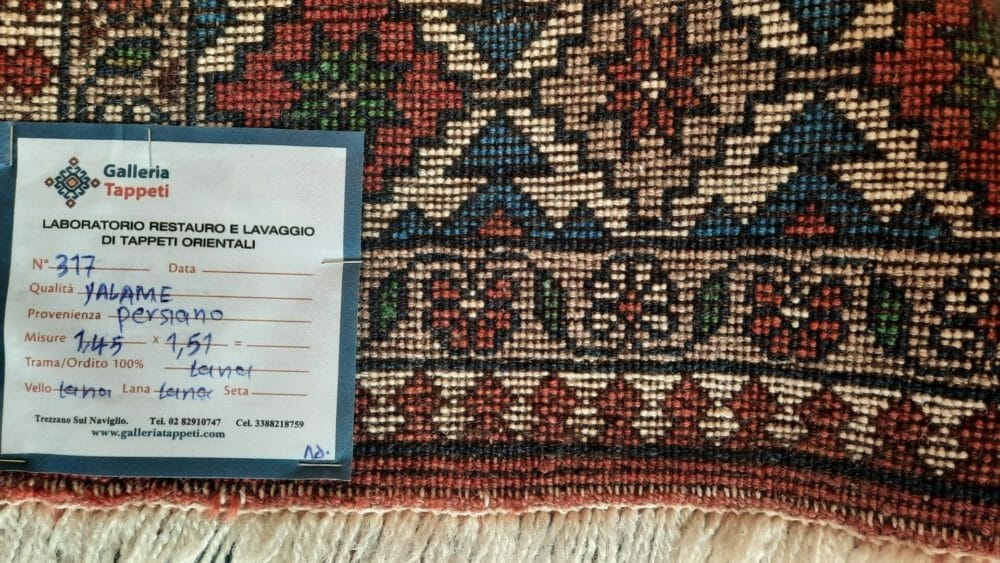 Galleria
Tappeti
LABORATORIO RESTAURO E LAVAGGIO
DI TAPPETI ORIENTALI
N° 317 Data
Qualità YALAME
Provenienza persiano
Misure 1,45 x 1,51 =
Trama/Ordito 100% Lana
Vello Lana Lana Lana Seta
Trezzano Sul Naviglio. Tel. 02 82910747 Cel. 3388218759
www.galleriatappeti.com